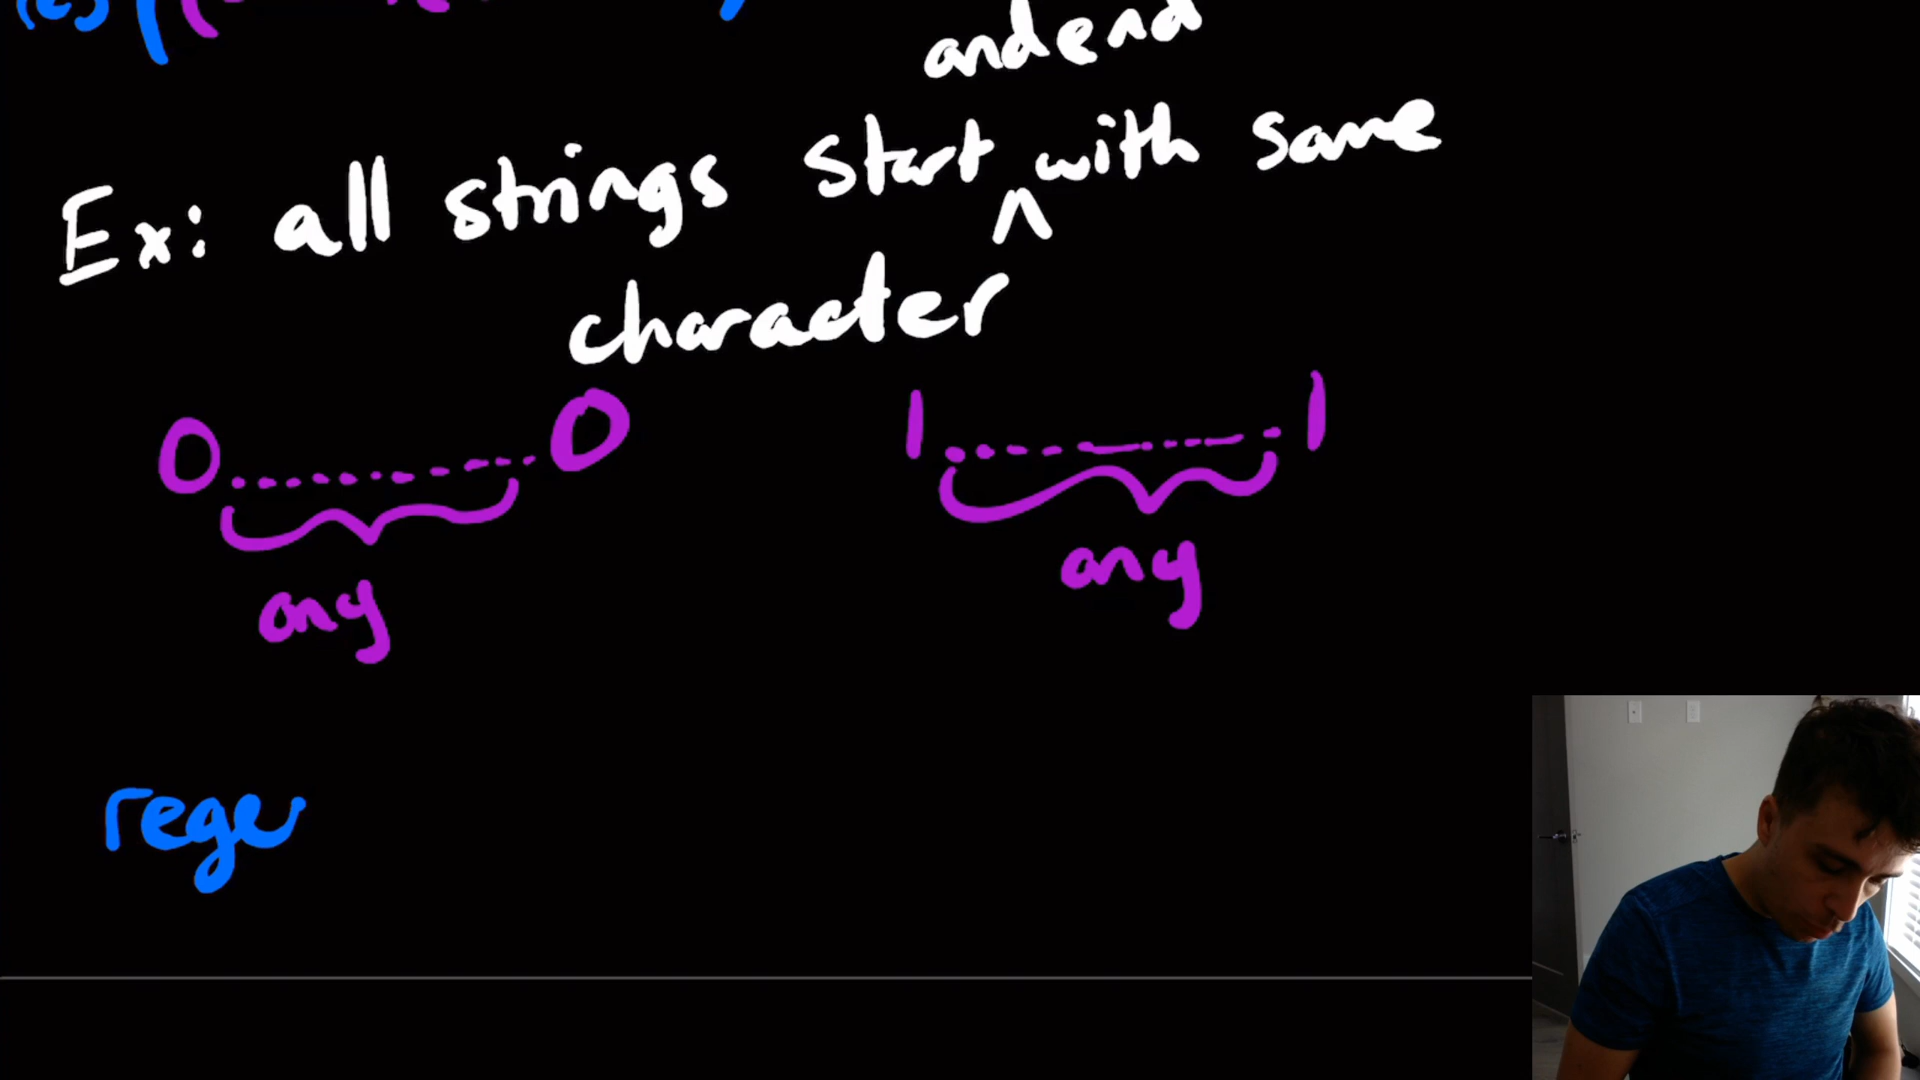 and end
Ex: all strings start ^ with same
character
0 ......... 0 1 ......... 1
any any
rege